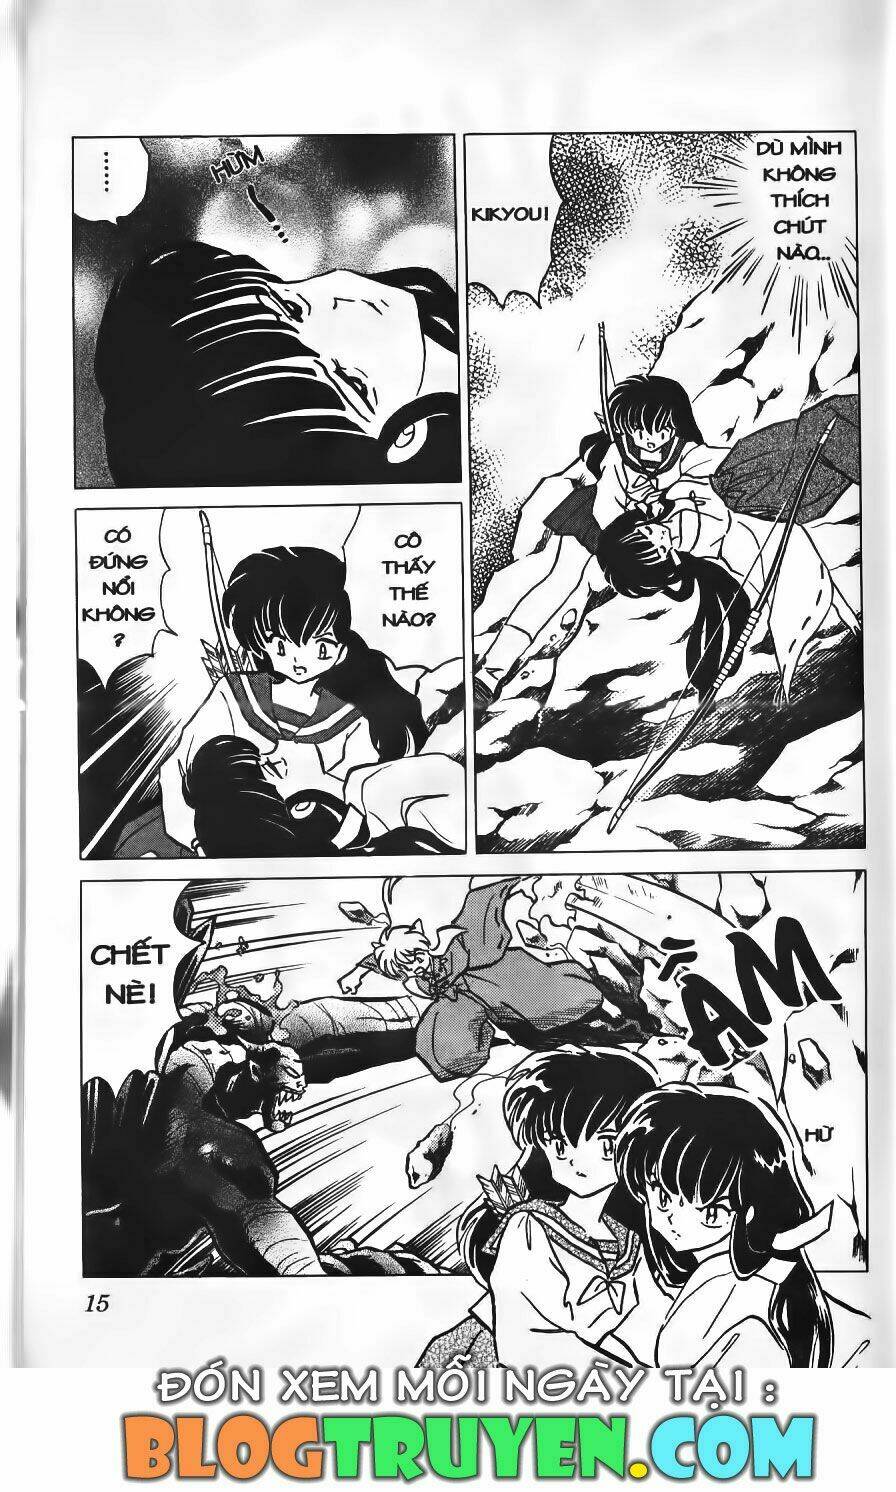 DÙ MÌNH
KHÔNG
THÍCH
CHÚT
NÀO...
KIKYOU!
HỪM
......
CÔ
THẤY
THẾ
NÀO?
CÓ
ĐỨNG
NỔI
KHÔNG
?
ẦM
CHẾT
NÈ!
HỪ
15
ĐÓN XEM MỖI NGÀY TẠI :
BLOGTRUYEN.COM